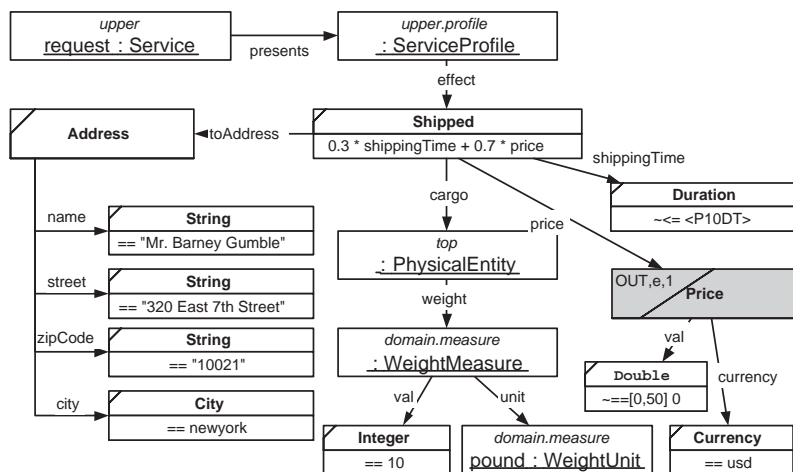 upper
request : Service
presents
upper.profile
: ServiceProfile
effect
Address
toAddress
Shipped
0.3 * shippingTime + 0.7 * price
shippingTime
Duration
~<= <P10DT>
cargo
price
name
String
== "Mr. Barney Gumble"
top
: PhysicalEntity
street
String
== "320 East 7th Street"
weight
OUT,e,1
Price
zipCode
String
== "10021"
domain.measure
: WeightMeasure
val
currency
Double
~==[0,50] 0
city
City
== newyork
val
unit
Integer
== 10
domain.measure
pound : WeightUnit
Currency
== usd